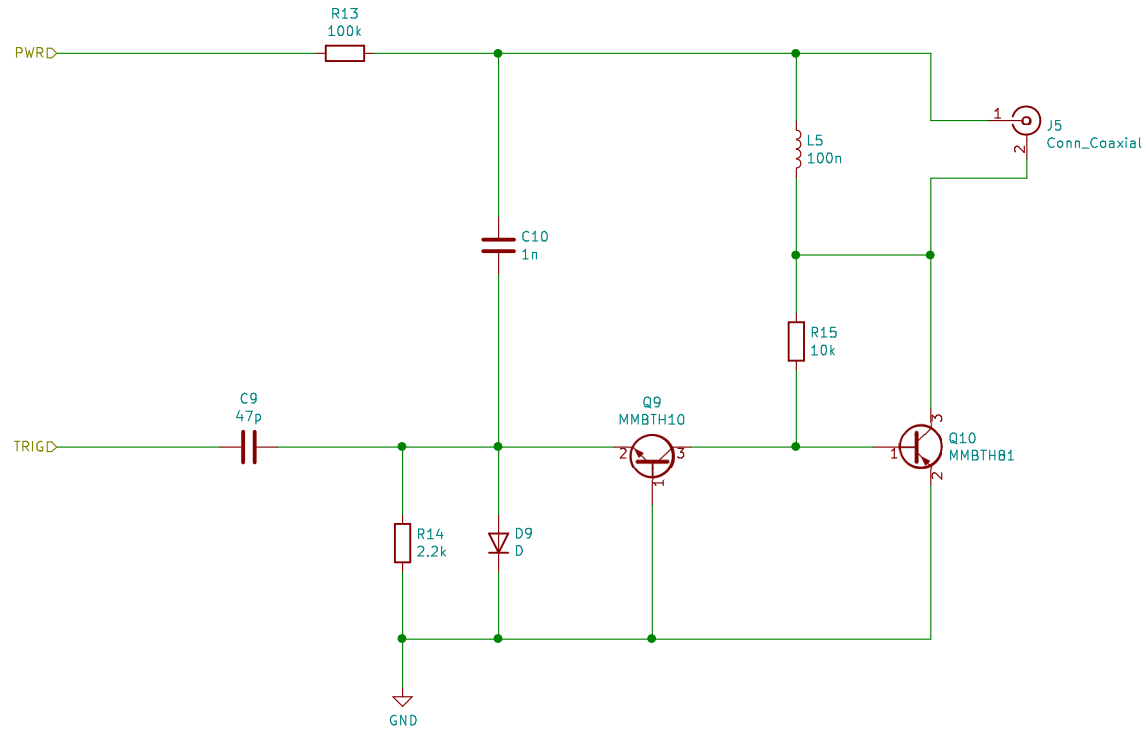 R13
100k
PWR
1
J5
Conn_Coaxial
2
L5
100n
C10
1n
R15
10k
C9
47p
Q9
MMBTH10
TRIG
2
3
1
3
Q10
MMBTH81
1
2
R14
2.2k
D9
D
GND